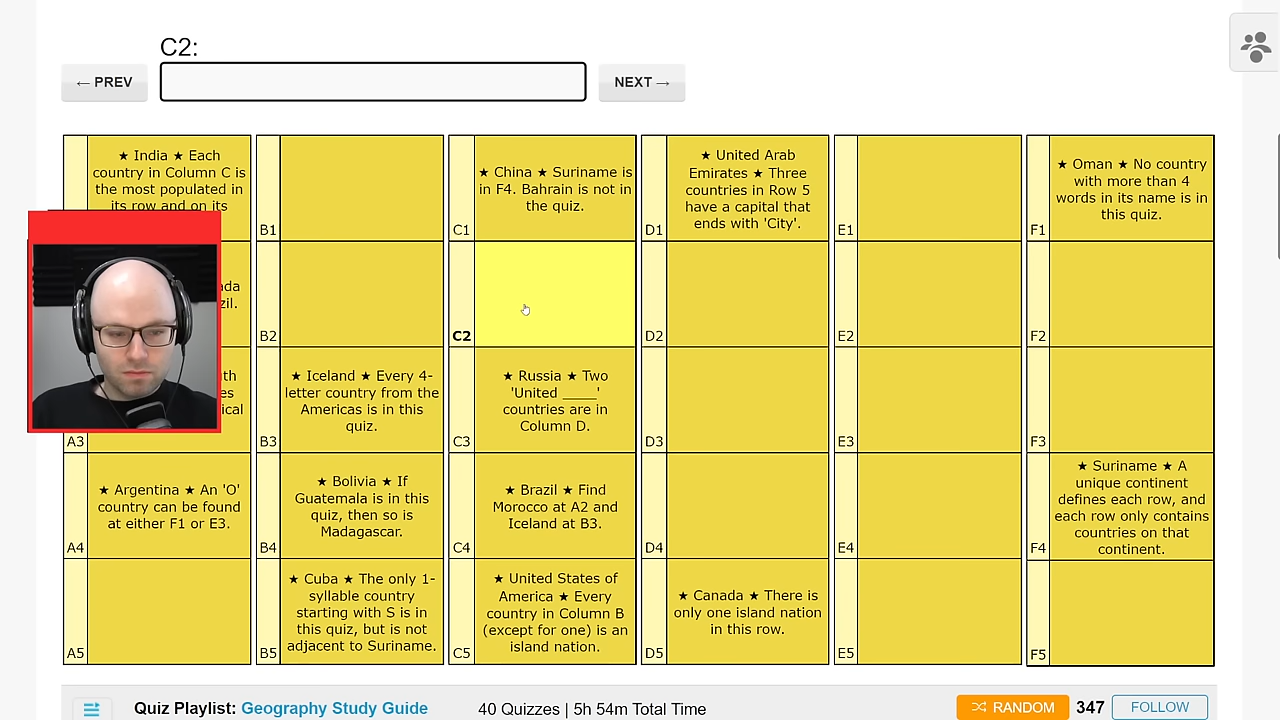 C2:
← PREV
NEXT →
★ India ★ Each
country in Column C is
the most populated in
its row and on its
B1
★ China ★ Suriname is
in F4. Bahrain is not in
the quiz.
C1
★ United Arab
Emirates ★ Three
countries in Row 5
have a capital that
ends with 'City'.
D1
E1
★ Oman ★ No country
with more than 4
words in its name is in
this quiz.
F1
B2
C2
D2
E2
F2
A3
★ Iceland ★ Every 4-
letter country from the
Americas is in this
quiz.
B3
★ Russia ★ Two
'United ____'
countries are in
Column D.
C3
D3
E3
F3
★ Argentina ★ An 'O'
country can be found
at either F1 or E3.
A4
★ Bolivia ★ If
Guatemala is in this
quiz, then so is
Madagascar.
B4
★ Brazil ★ Find
Morocco at A2 and
Iceland at B3.
C4
D4
E4
★ Suriname ★ A
unique continent
defines each row, and
each row only contains
countries on that
continent.
F4
A5
★ Cuba ★ The only 1-
syllable country
starting with S is in
this quiz, but is not
adjacent to Suriname.
B5
★ United States of
America ★ Every
country in Column B
(except for one) is an
island nation.
C5
★ Canada ★ There is
only one island nation
in this row.
D5
E5
F5
Quiz Playlist: Geography Study Guide
40 Quizzes | 5h 54m Total Time
RANDOM
347
FOLLOW